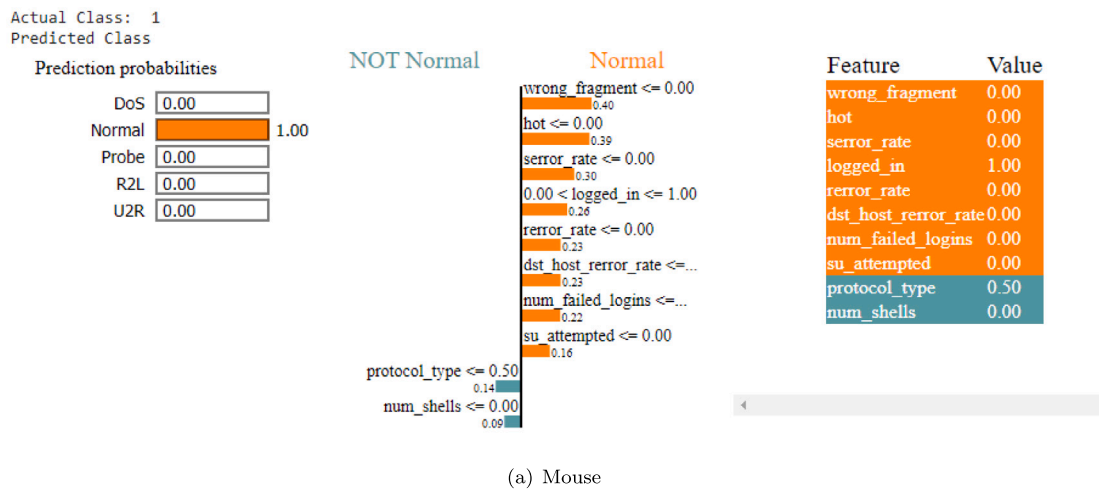 Actual Class:  1
Predicted Class
Prediction probabilities
DoS 0.00
Normal 1.00
Probe 0.00
R2L 0.00
U2R 0.00
NOT Normal Normal
wrong_fragment <= 0.00
0.40
hot <= 0.00
0.39
serror_rate <= 0.00
0.30
0.00 < logged_in <= 1.00
0.26
rerror_rate <= 0.00
0.23
dst_host_rerror_rate <=...
0.23
num_failed_logins <=...
0.22
su_attempted <= 0.00
0.16
protocol_type <= 0.50
0.14
num_shells <= 0.00
0.09
Feature Value
wrong_fragment 0.00
hot 0.00
serror_rate 0.00
logged_in 1.00
rerror_rate 0.00
dst_host_rerror_rate 0.00
num_failed_logins 0.00
su_attempted 0.00
protocol_type 0.50
num_shells 0.00
(a) Mouse